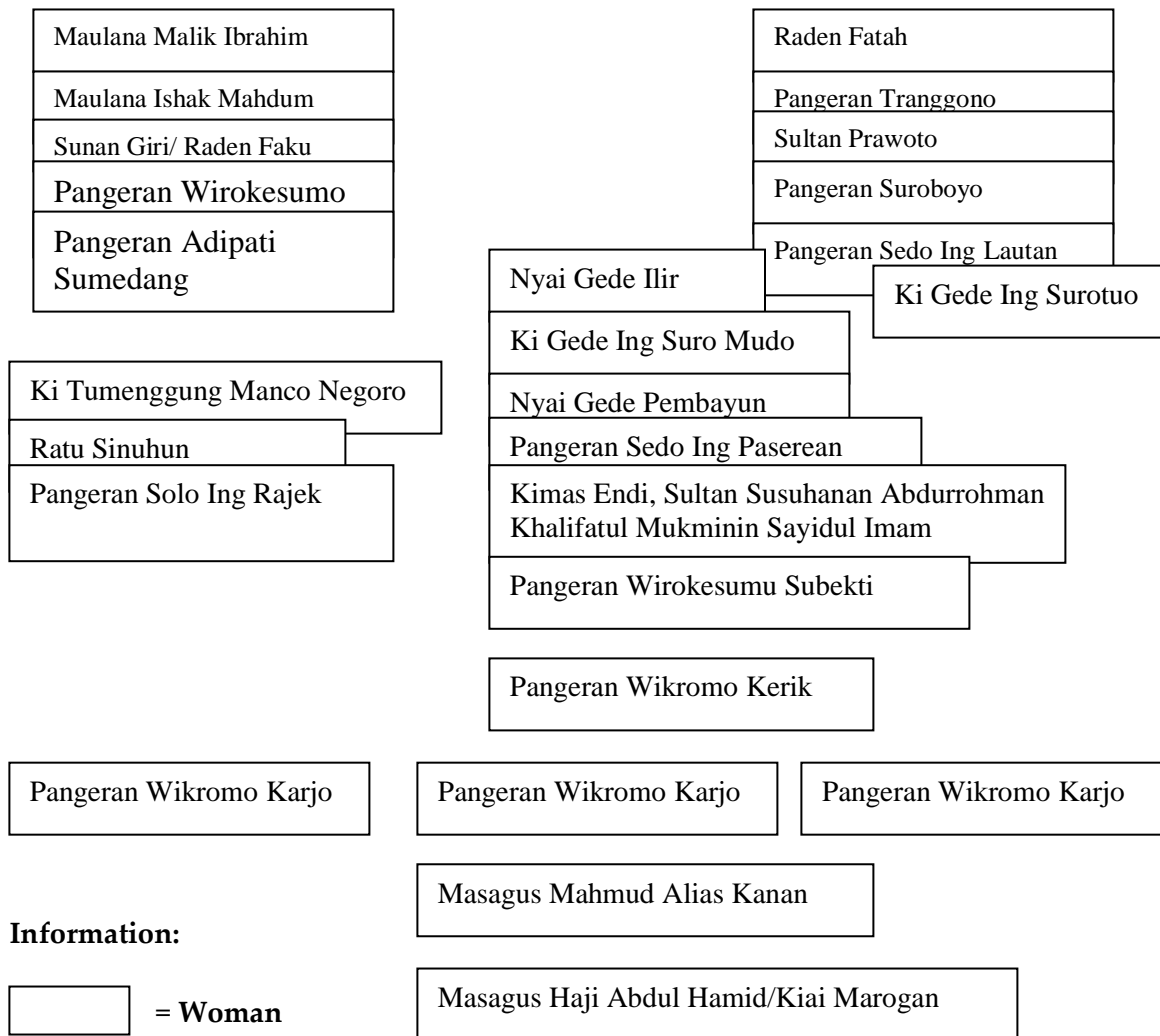 Maulana Malik Ibrahim
Maulana Ishak Mahdum
Sunan Giri/ Raden Faku
Pangeran Wirokesumo
Pangeran Adipati
Sumedang
Raden Fatah
Pangeran Tranggono
Sultan Prawoto
Pangeran Suroboyo
Pangeran Sedo Ing Lautan
Ki Gede Ing Surotuo
Nyai Gede Ilir
Ki Gede Ing Suro Mudo
Nyai Gede Pembayun
Pangeran Sedo Ing Paserean
Kimas Endi, Sultan Susuhanan Abdurrohman
Khalifatul Mukminin Sayidul Imam
Pangeran Wirokesumu Subekti
Ki Tumenggung Manco Negoro
Ratu Sinuhun
Pangeran Solo Ing Rajek
Pangeran Wikromo Kerik
Pangeran Wikromo Karjo
Pangeran Wikromo Karjo
Pangeran Wikromo Karjo
Masagus Mahmud Alias Kanan
Masagus Haji Abdul Hamid/Kiai Marogan
Information:
= Woman